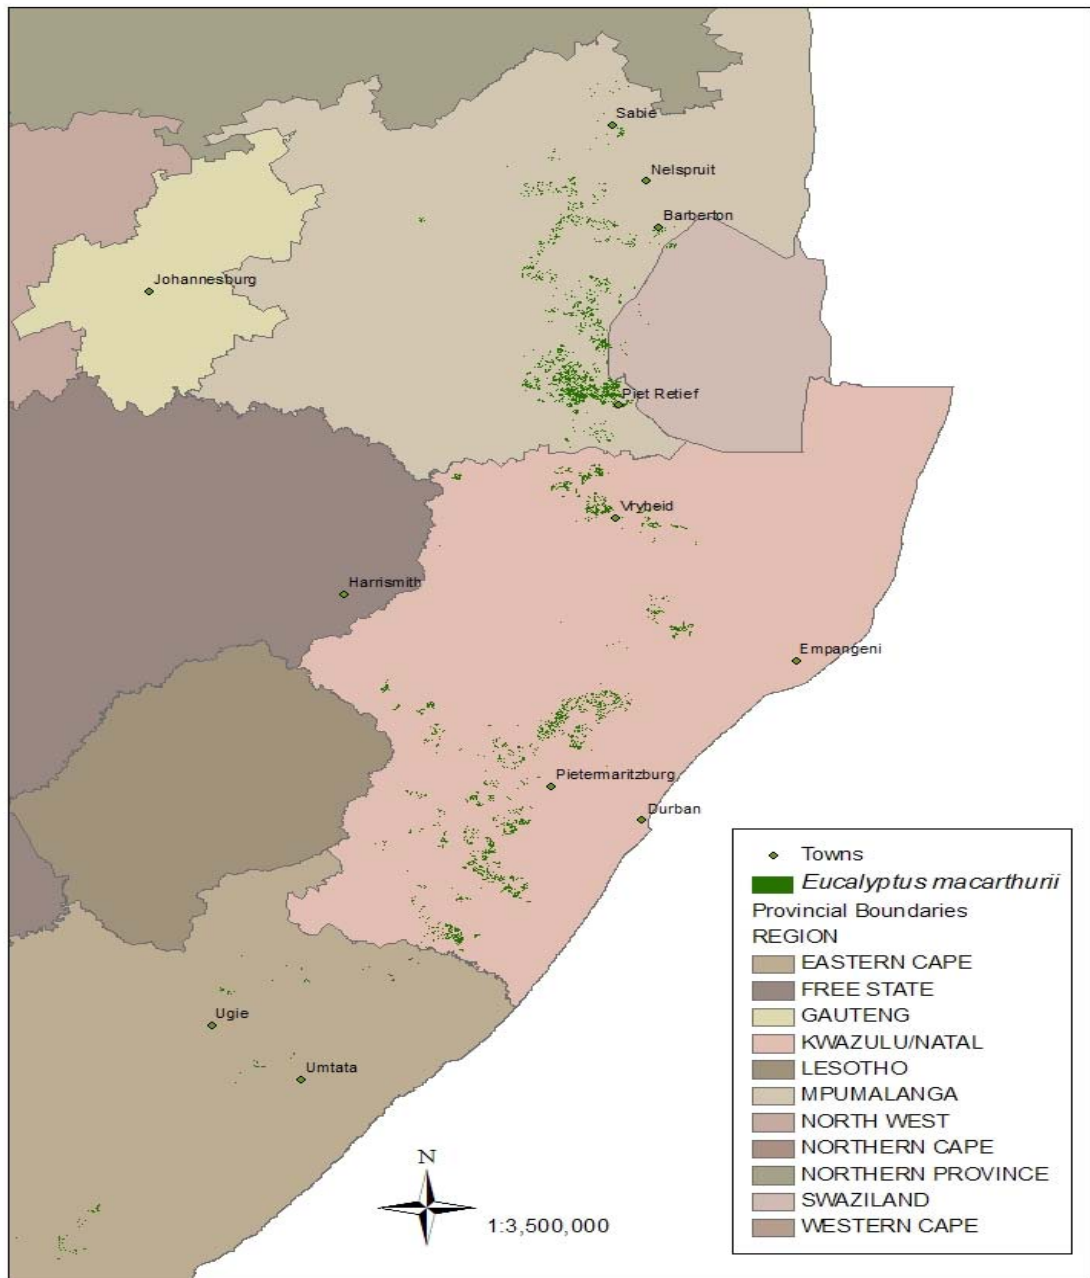 Sabie
Nelspruit
Barberton
Johannesburg
Piet Retief
Vryheid
Harrismith
Empangeni
Pietermaritzburg
Durban
Ugie
Umtata
N
1:3,500,000
Towns
Eucalyptus macarthurii
Provincial Boundaries
REGION
EASTERN CAPE
FREE STATE
GAUTENG
KWAZULU/NATAL
LESOTHO
MPUMALANGA
NORTH WEST
NORTHERN CAPE
NORTHERN PROVINCE
SWAZILAND
WESTERN CAPE